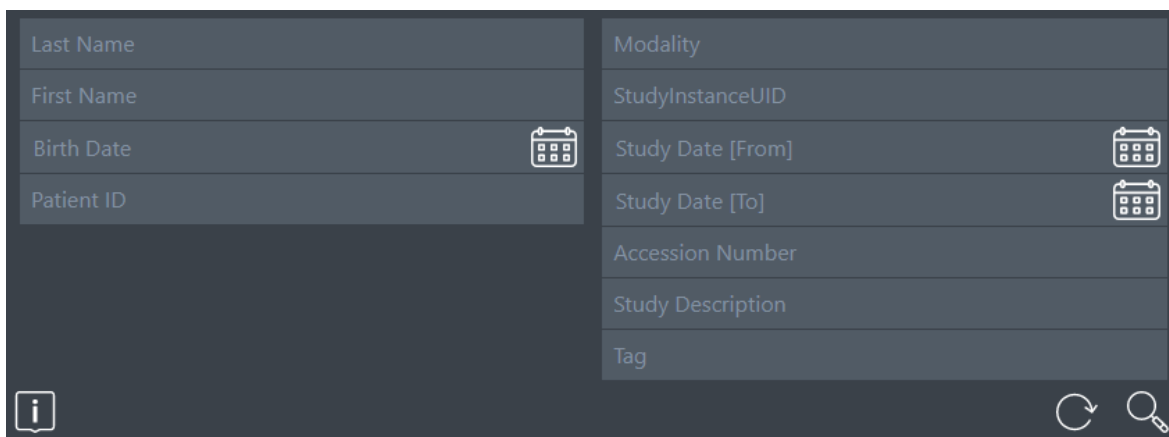 Last Name
First Name
Birth Date
Patient ID
Modality
StudyInstanceUID
Study Date [From]
Study Date [To]
Accession Number
Study Description
Tag
i